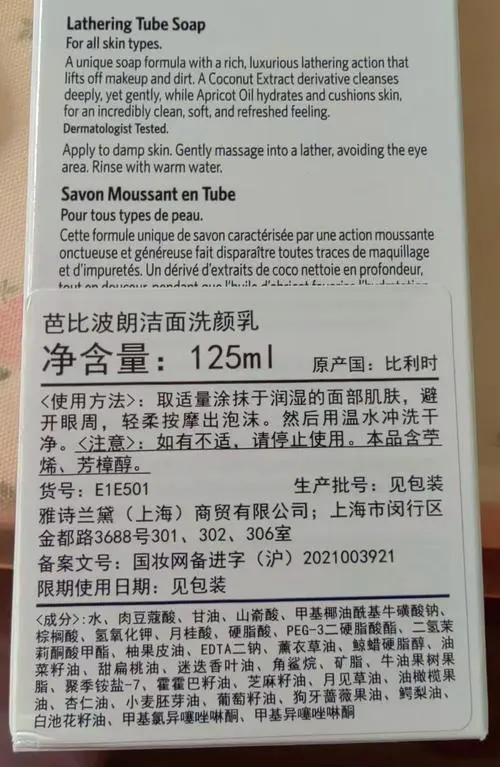 Lathering Tube Soap
For all skin types.
A unique soap formula with a rich, luxurious lathering action that
lifts off makeup and dirt. A Coconut Extract derivative cleanses
deeply, yet gently, while Apricot Oil hydrates and cushions skin,
for an incredibly clean, soft, and refreshed feeling.
Dermatologist Tested.
Apply to damp skin. Gently massage into a lather, avoiding the eye
area. Rinse with warm water.
Savon Moussant en Tube
Pour tous types de peau.
Cette formule unique de savon caractérisée par une action moussante
onctueuse et généreuse fait disparaître toutes traces de maquillage
et d'impuretés. Un dérivé d'extraits de coco nettoie en profondeur,
tout en douceur, pendant que l'huile d'abricot favorise l'hydratation
芭比波朗洁面洗颜乳
净含量：125ml 原产国：比利时
<使用方法>：取适量涂抹于润湿的面部肌肤，避
开眼周，轻柔按摩出泡沫。然后用温水冲洗干
净。<注意>：如有不适，请停止使用。本品含苧
烯、芳樟醇。
货号：E1E501 生产批号：见包装
雅诗兰黛（上海）商贸有限公司；上海市闵行区
金都路3688号301、302、306室
备案文号：国妆网备进字（沪）2021003921
限期使用日期：见包装
<成分>:水、肉豆蔻酸、甘油、山嵛酸、甲基椰油酰基牛磺酸钠、
棕榈酸、氢氧化钾、月桂酸、硬脂酸、PEG-3二硬脂酸酯、二氢茉
莉酮酸甲酯、柚果皮油、EDTA二钠、薰衣草油、鲸蜡硬脂醇、油
菜籽油、甜扁桃油、迷迭香叶油、角鲨烷、矿脂、牛油果树果
脂、聚季铵盐-7、霍霍巴籽油、芝麻籽油、月见草油、油橄榄果
油、杏仁油、小麦胚芽油、葡萄籽油、狗牙蔷薇果油、鳄梨油、
白池花籽油、甲基氯异噻唑啉酮、甲基异噻唑啉酮